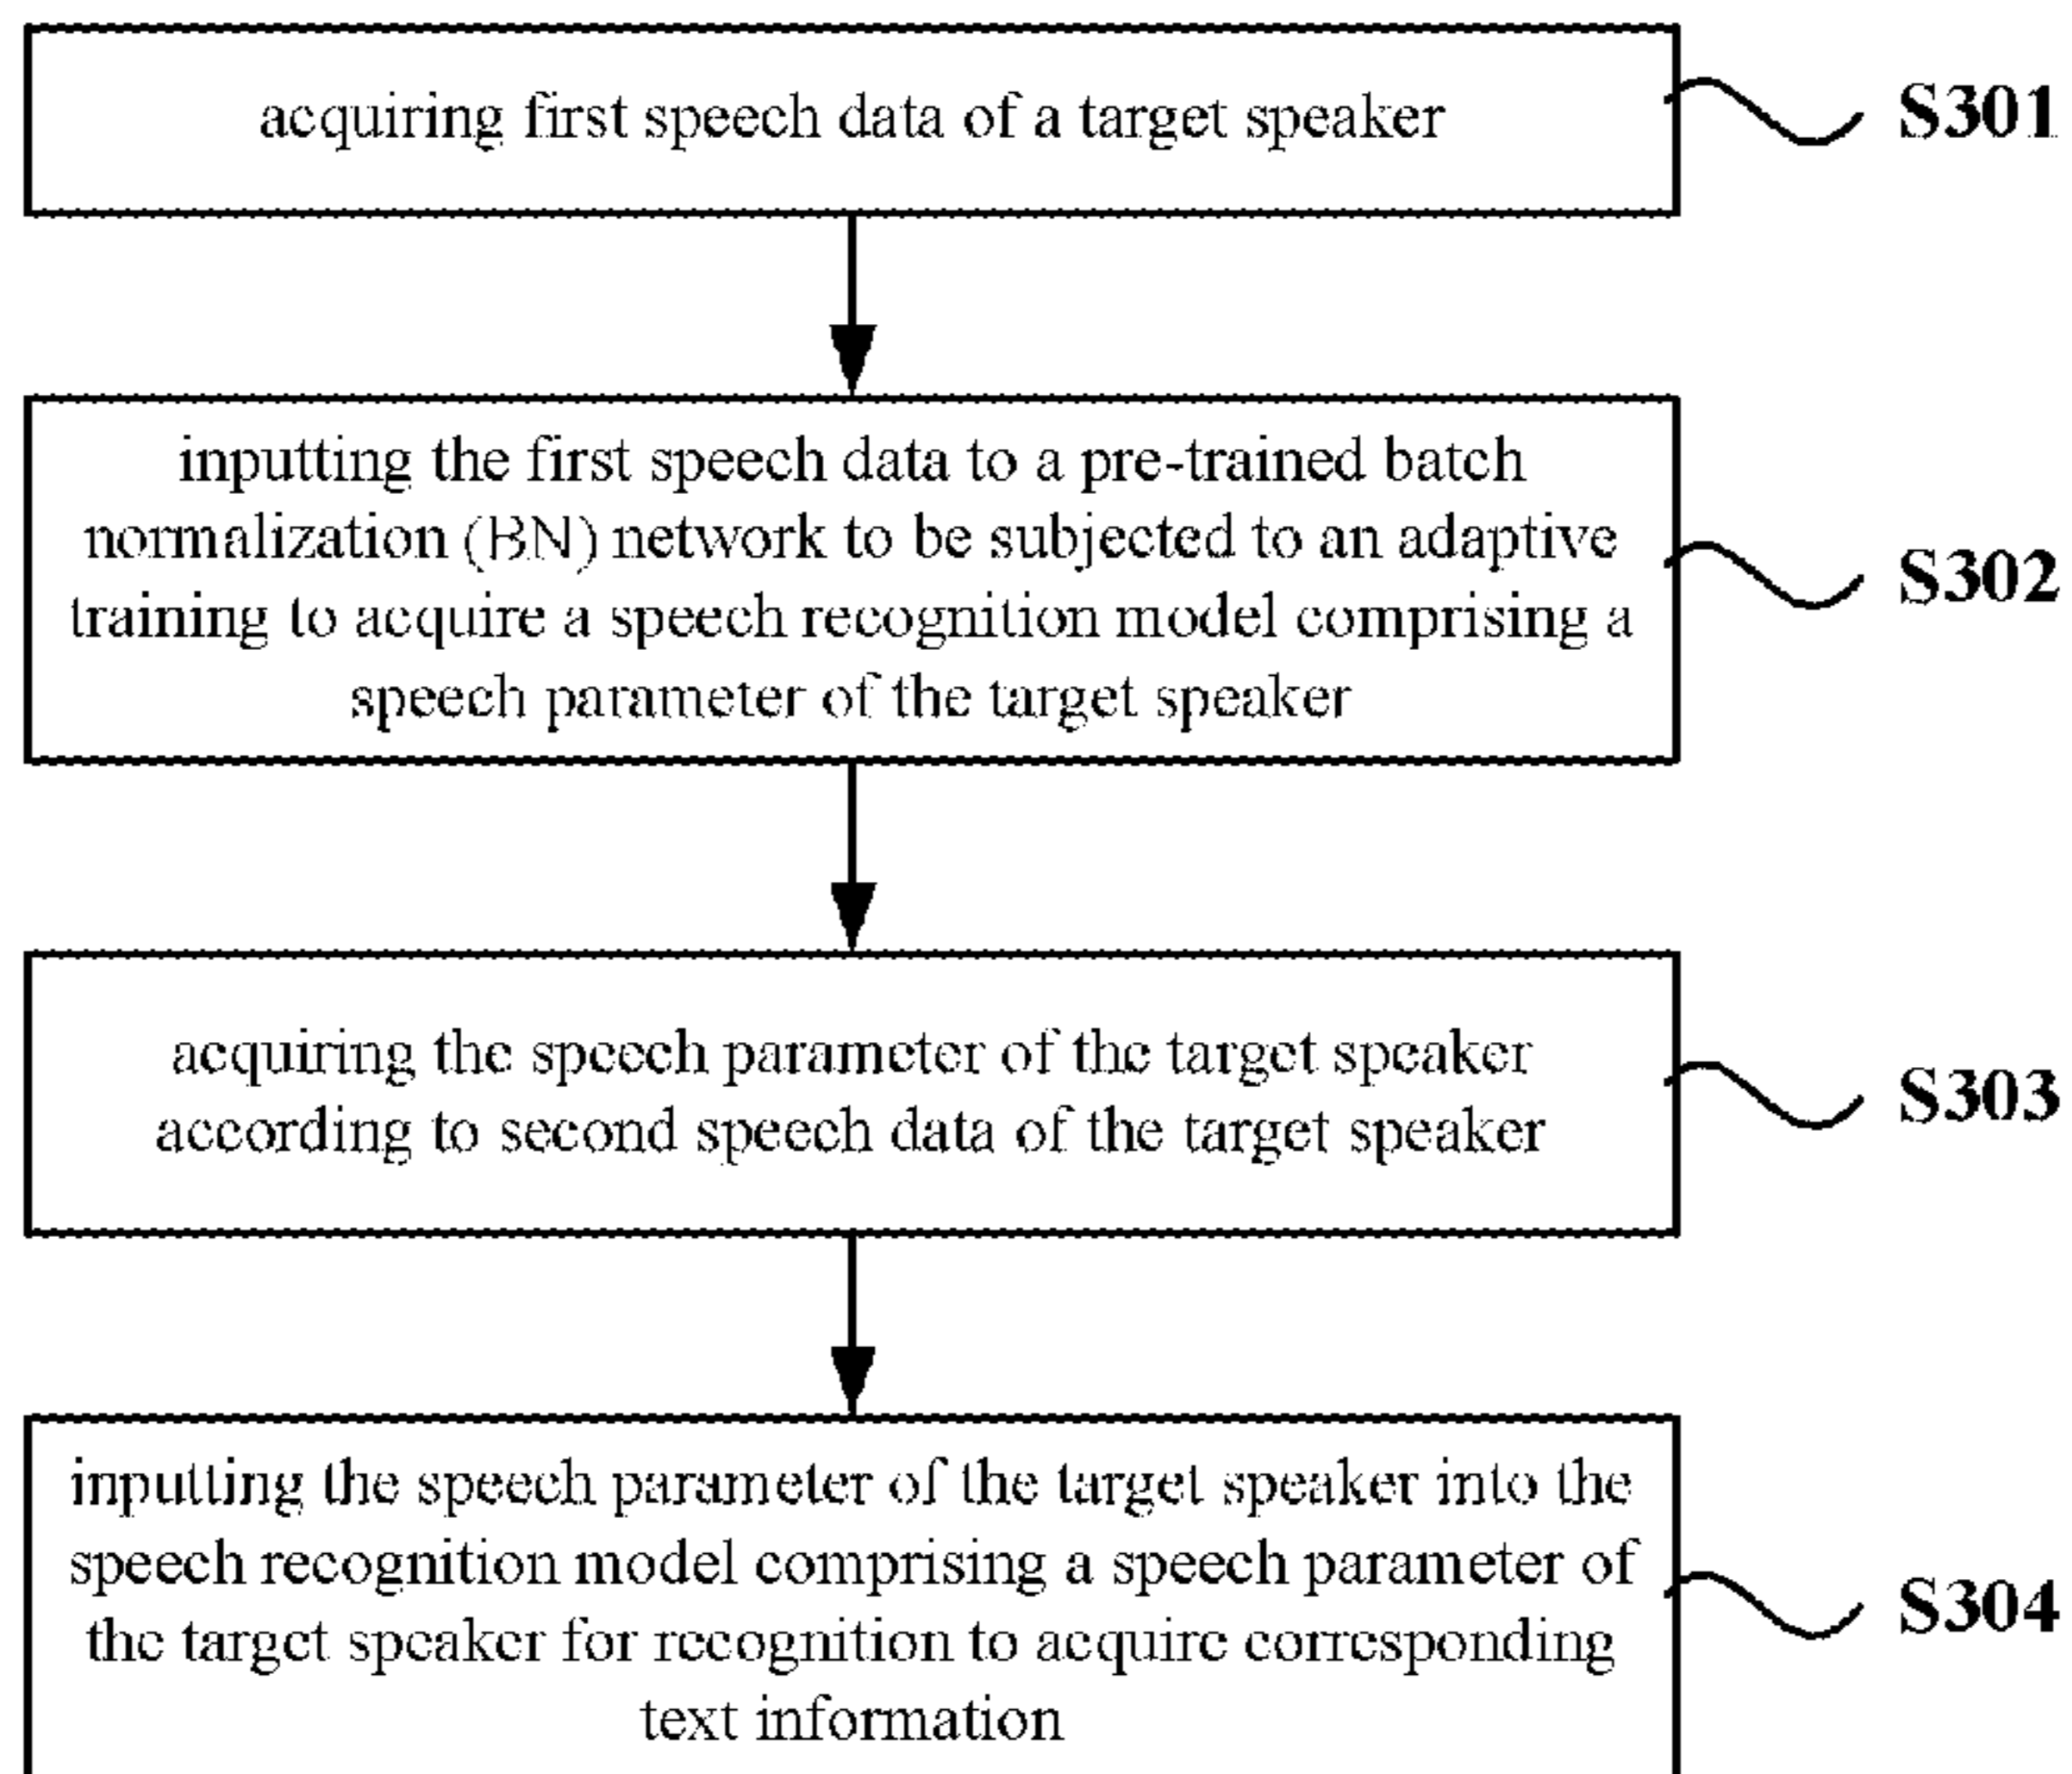 acquiring first speech data of a target speaker
S301
inputting the first speech data to a pre-trained batch
normalization (BN) network to be subjected to an adaptive
training to acquire a speech recognition model comprising a
speech parameter of the target speaker
S302
acquiring the speech parameter of the target speaker
according to second speech data of the target speaker
S303
inputting the speech parameter of the target speaker into the
speech recognition model comprising a speech parameter of
the target speaker for recognition to acquire corresponding
text information
S304